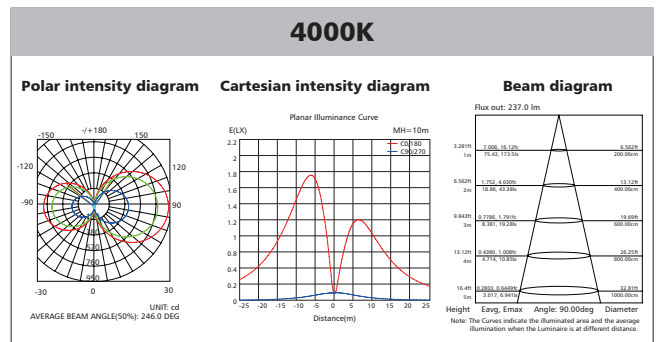 4000K
Polar intensity diagram
Cartesian intensity diagram
Beam diagram
-150
-/+180
150
-120
120
-90
90
380
570
760
950
-30
0
30
UNIT: cd
AVERAGE BEAM ANGLE(50%): 246.0 DEG
Planar Illuminance Curve
E(LX)
MH=10m
C0/180
C90/270
2.2
2
1.8
1.6
1.4
1.2
1
0.8
0.6
0.4
0.2
0
-25 -20 -15 -10 -5 0 5 10 15 20 25
Distance(m)
Flux out: 237.0 lm
3.281ft 7.008, 16.12fc 6.562ft
1m 75.43, 173.5lx 200.00cm
6.562ft 1.752, 4.030fc 13.12ft
2m 18.86, 43.38lx 400.00cm
9.843ft 0.7786, 1.791fc 19.69ft
3m 8.381, 19.28lx 600.00cm
13.12ft 0.4380, 1.008fc 26.25ft
4m 4.714, 10.85lx 800.00cm
16.4ft 0.2803, 0.6449fc 32.81ft
5m 3.017, 6.941lx 1000.00cm
Height Eavg, Emax Angle: 90.00deg Diameter
Note: The Curves indicate the illuminated area and the average
illumination when the Luminaire is at different distance.